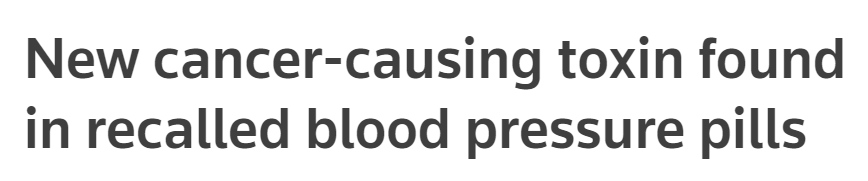 New cancer-causing toxin found
in recalled blood pressure pills